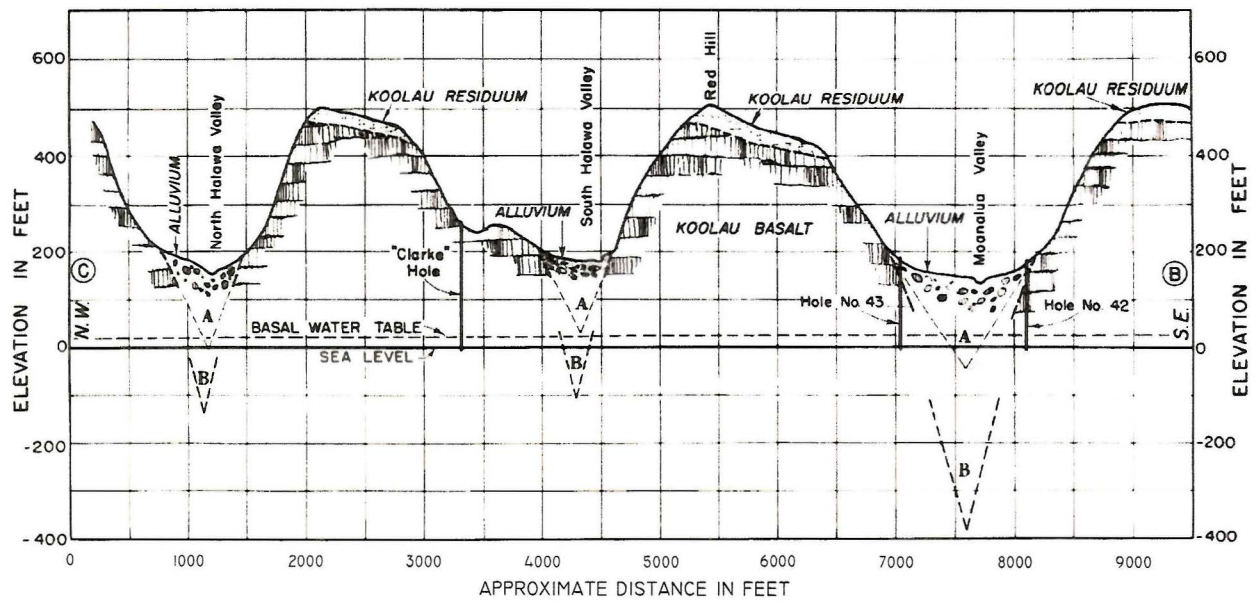 600
400
200
0
-200
-400
ELEVATION IN FEET
C
N.W.
ALLUVIUM
North Halawa Valley
KOOLAU RESIDUUM
"Clarke"
Hole
BASAL WATER TABLE
SEA LEVEL
A
B
ALLUVIUM
South Halawa Valley
A
B
Red Hill
KOOLAU RESIDUUM
KOOLAU BASALT
ALLUVIUM
Moanalua Valley
Hole No. 43
Hole No. 42
A
B
KOOLAU RESIDUUM
B
S.E.
600
400
200
0
-200
-400
ELEVATION IN FEET
0 1000 2000 3000 4000 5000 6000 7000 8000 9000
APPROXIMATE DISTANCE IN FEET